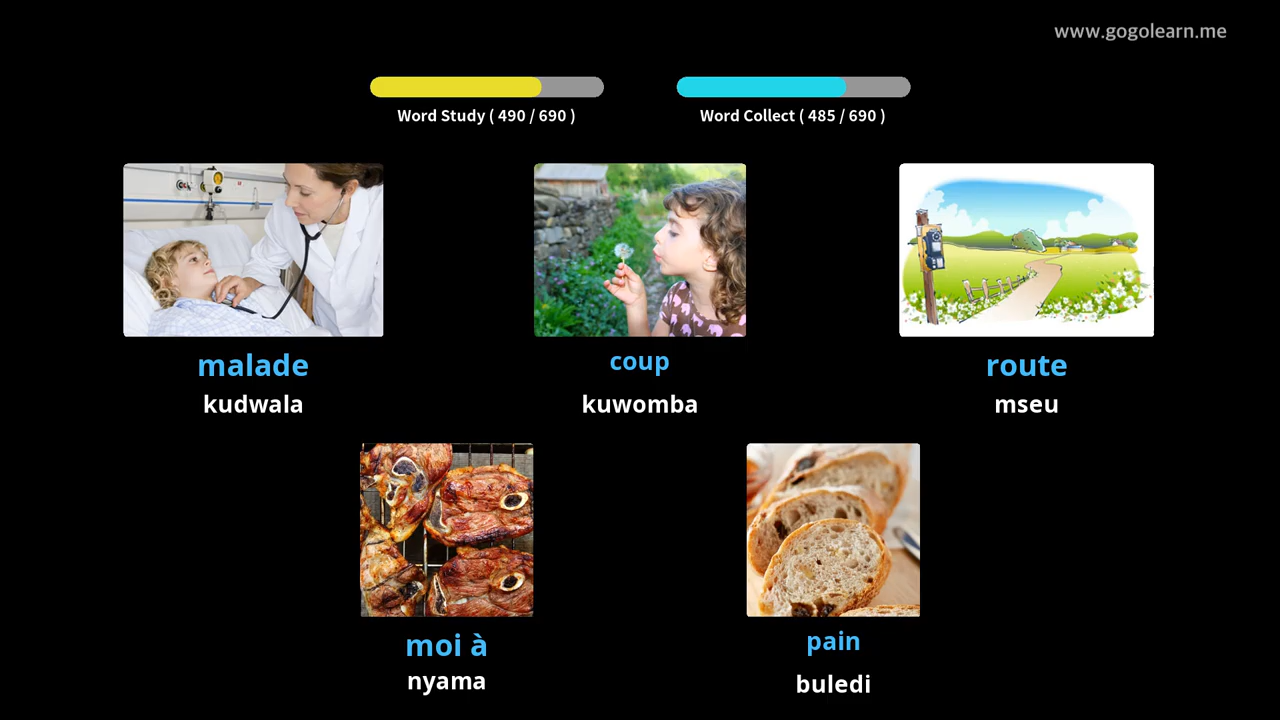 www.gogolearn.me
Word Study ( 490 / 690 )
Word Collect ( 485 / 690 )
malade
kudwala
coup
kuwomba
route
mseu
moi à
nyama
pain
buledi